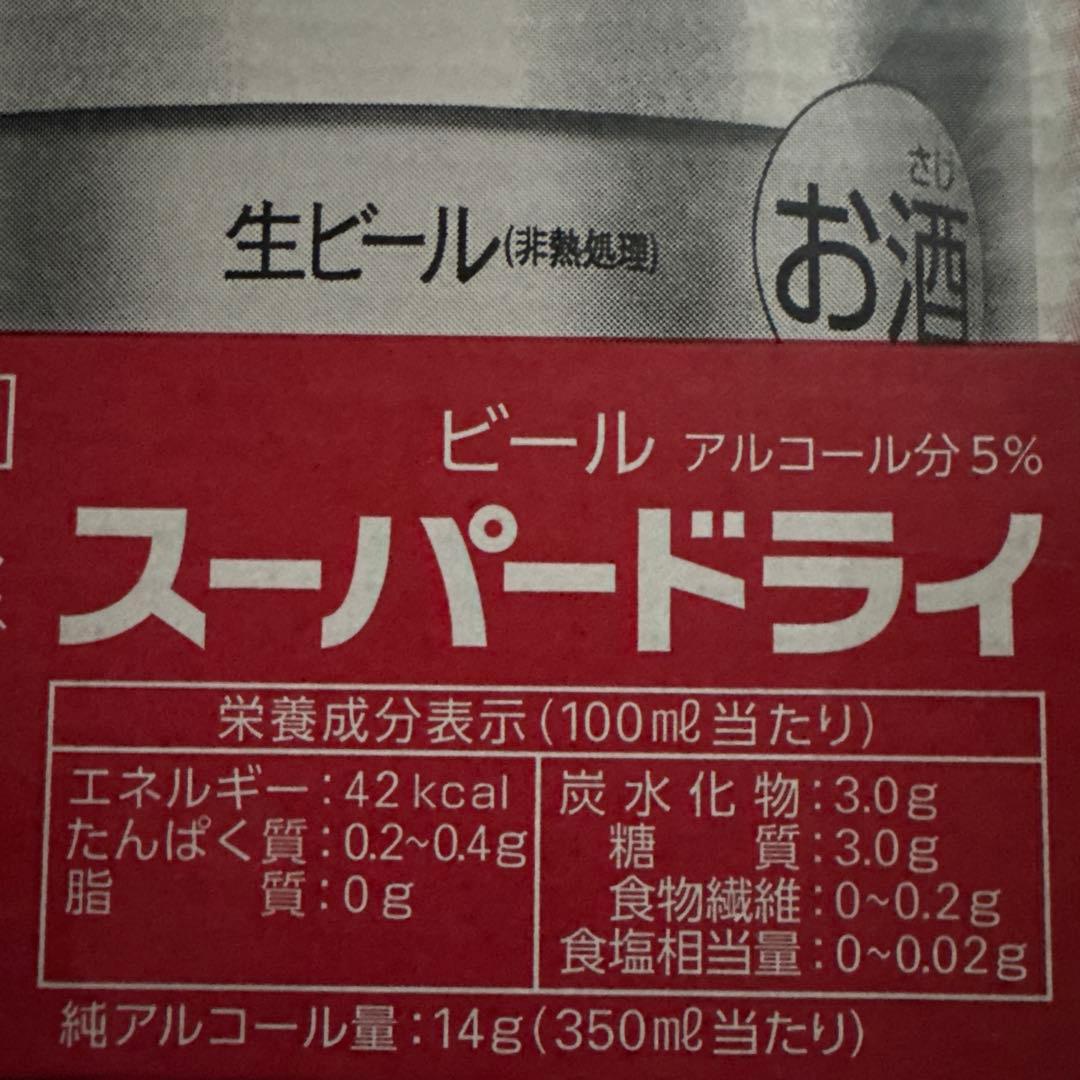 さけ
お酒
生ビール(非熱処理)
ビール アルコール分5%
スーパードライ
栄養成分表示(100㎖当たり)
エネルギー:42kcal
たんぱく質:0.2~0.4g
脂質:0g
炭水化物:3.0g
糖質:3.0g
食物繊維:0~0.2g
食塩相当量:0~0.02g
純アルコール量:14g(350㎖当たり)